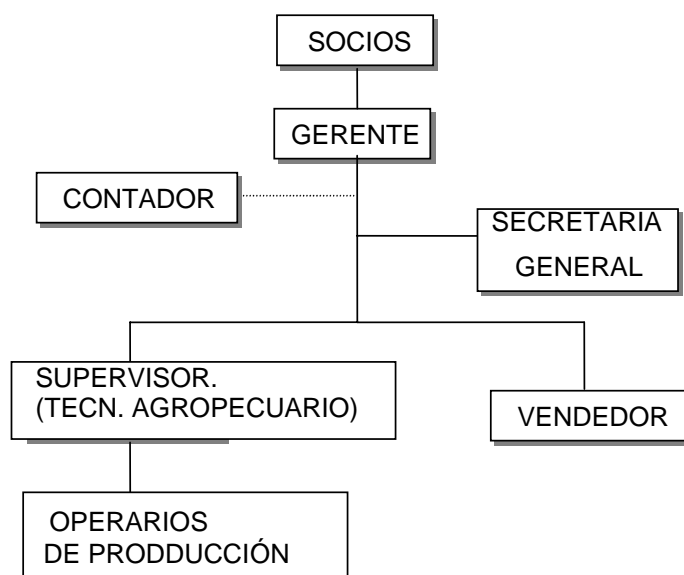 SOCIOS
GERENTE
CONTADOR
SECRETARIA
GENERAL
SUPERVISOR.
(TECN. AGROPECUARIO)
VENDEDOR
OPERARIOS
DE PRODDUCCIÓN